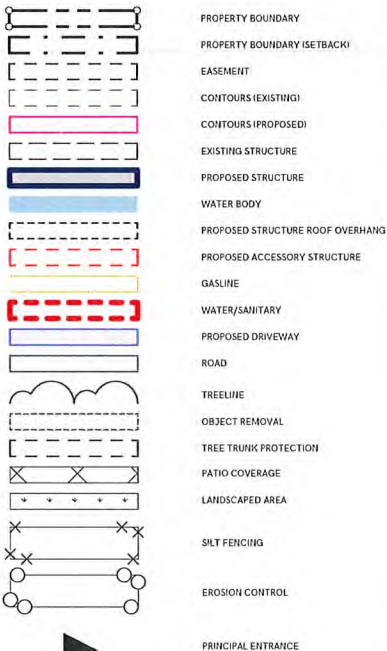 PROPERTY BOUNDARY
PROPERTY BOUNDARY (SETBACK)
EASEMENT
CONTOURS (EXISTING)
CONTOURS (PROPOSED)
EXISTING STRUCTURE
PROPOSED STRUCTURE
WATER BODY
PROPOSED STRUCTURE ROOF OVERHANG
PROPOSED ACCESSORY STRUCTURE
GASLINE
WATER/SANITARY
PROPOSED DRIVEWAY
ROAD
TREELINE
OBJECT REMOVAL
TREE TRUNK PROTECTION
PATIO COVERAGE
LANDSCAPED AREA
SILT FENCING
EROSION CONTROL
PRINCIPAL ENTRANCE